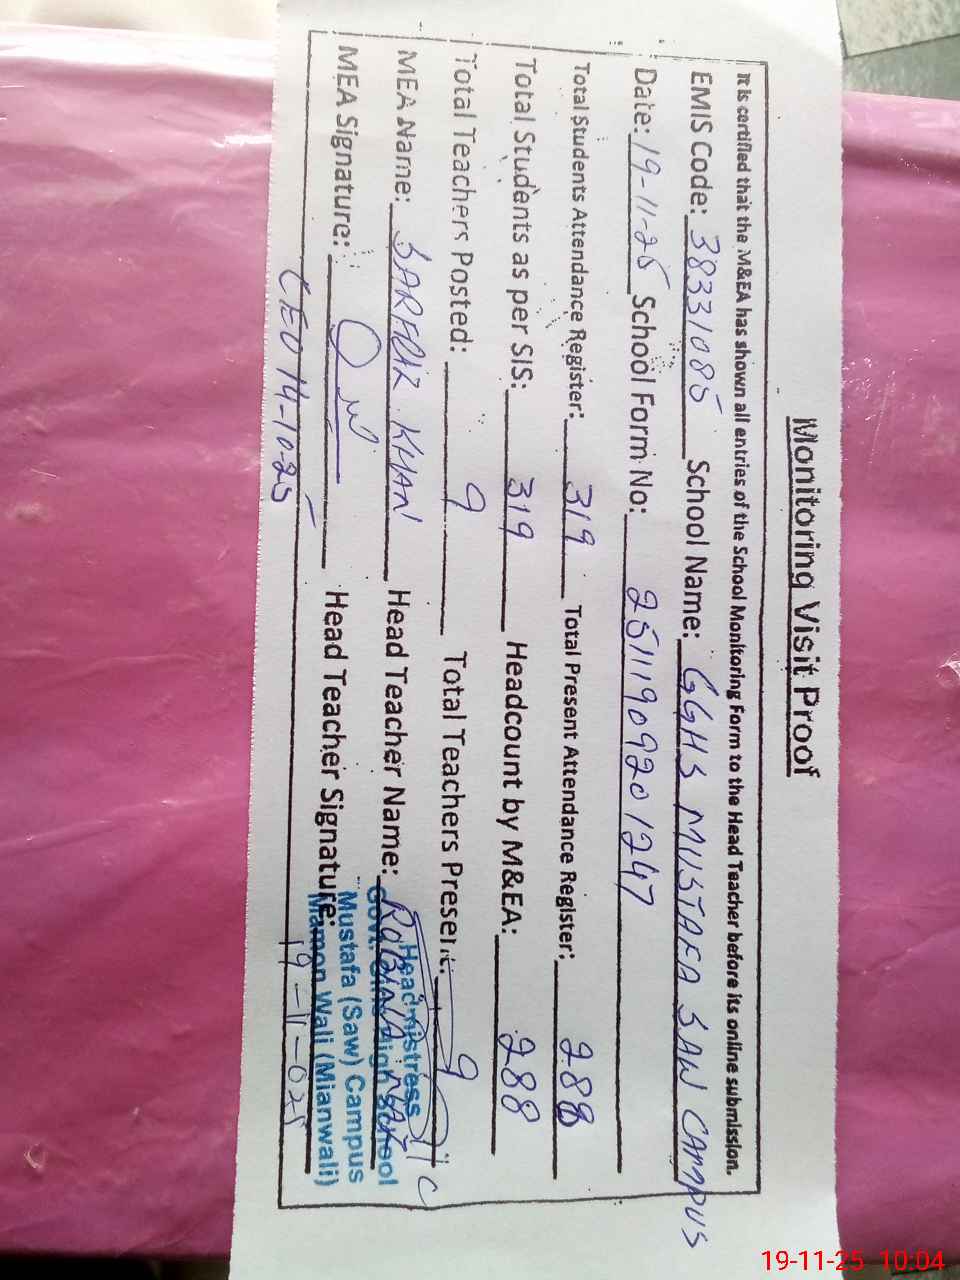 Monitoring Visit Proof
It is certified that the M&EA has shown all entries of the School Monitoring Form to the Head Teacher before its online submission.
EMIS Code: 38331085 School Name: GGHS MUSTAFA SAW CAMPUS
Date: 19-11-25 School Form No: 25111909201247
Total Students Attendance Register: 319 Total Present Attendance Register: 288
Total Students as per SIS: 319 Headcount by M&EA: 288
Total Teachers Posted: 9 Total Teachers Present: 9
MEA Name: SARFRAZ KHAN Head Teacher Name:
MEA Signature: Head Teacher Signature:
CEO 14-10-25
19-11-025
Headmistress
Govt. Girls High School
Mustafa (Saw) Campus
Mamon Wali (Mianwali)
19-11-25 10:04